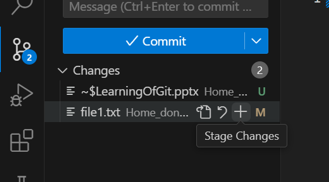 Message (Ctrl+Enter to commit ...
Commit
2
Changes 2
~$LearningOfGit.pptx Home_... U
file1.txt Home_don... M
Stage Changes